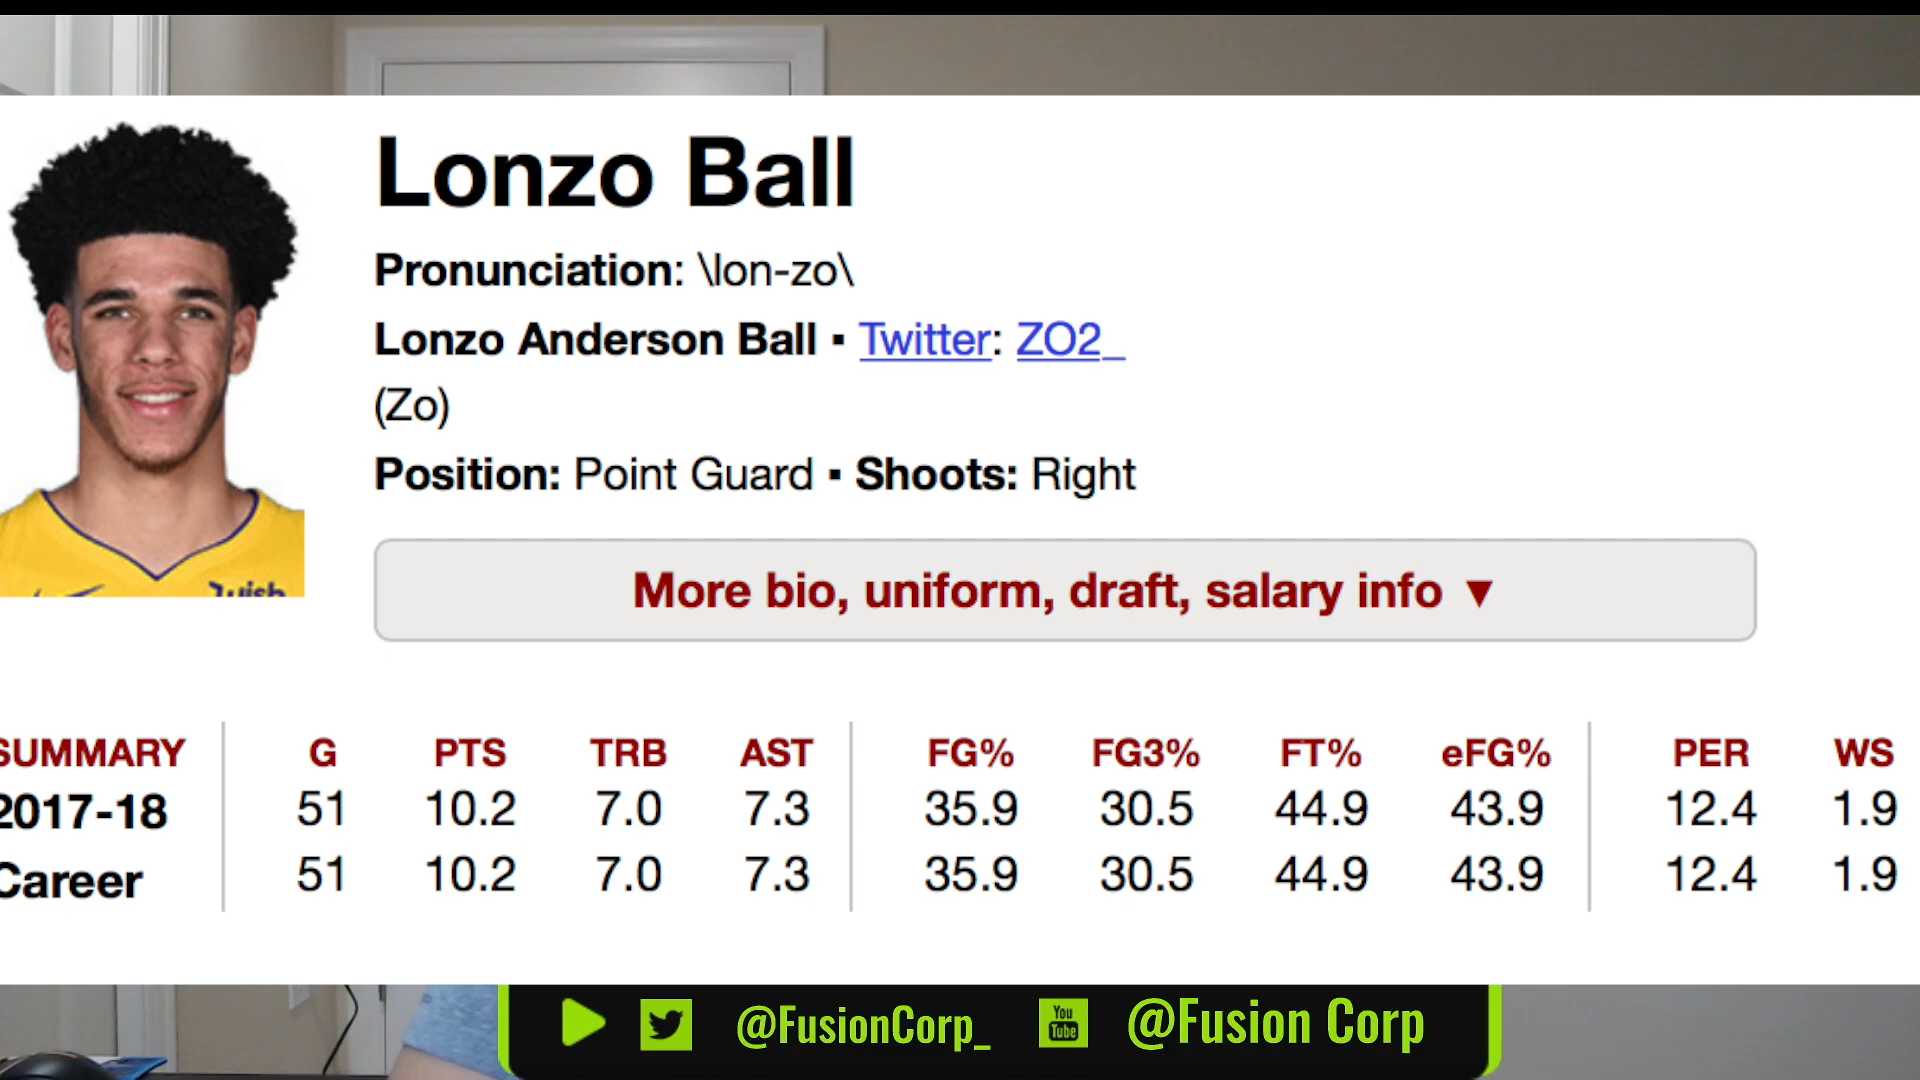 Lonzo Ball
Pronunciation: \lon-zo\
Lonzo Anderson Ball ▪ Twitter: ZO2_
(Zo)
Position: Point Guard ▪ Shoots: Right
More bio, uniform, draft, salary info ▼
SUMMARY G PTS TRB AST FG% FG3% FT% eFG% PER WS
2017-18 51 10.2 7.0 7.3 35.9 30.5 44.9 43.9 12.4 1.9
Career 51 10.2 7.0 7.3 35.9 30.5 44.9 43.9 12.4 1.9
wish
@FusionCorp_ You Tube @Fusion Corp